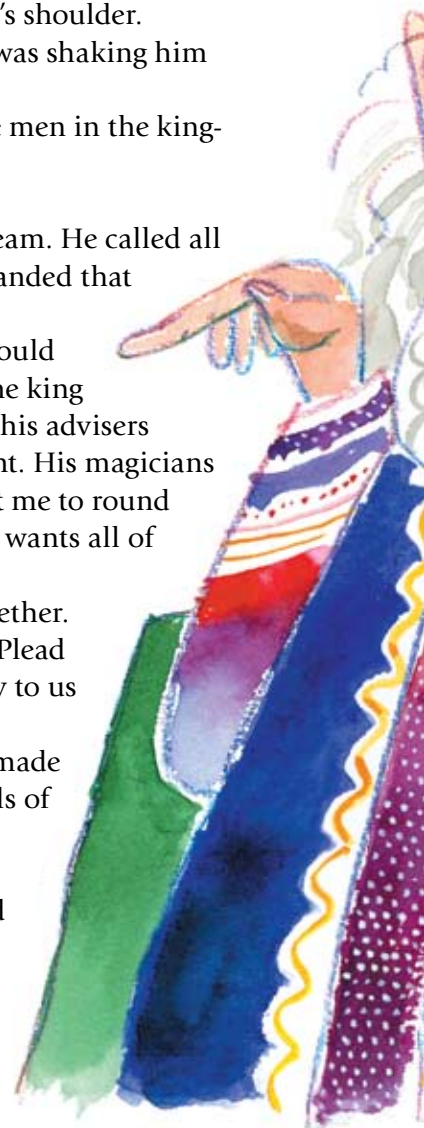 ’s shoulder.
was shaking him
men in the king-
eam. He called all
anded that
ould
king
his advisers
nt. His magicians
me to round
wants all of
ether.
Plead
to us
made
ls of